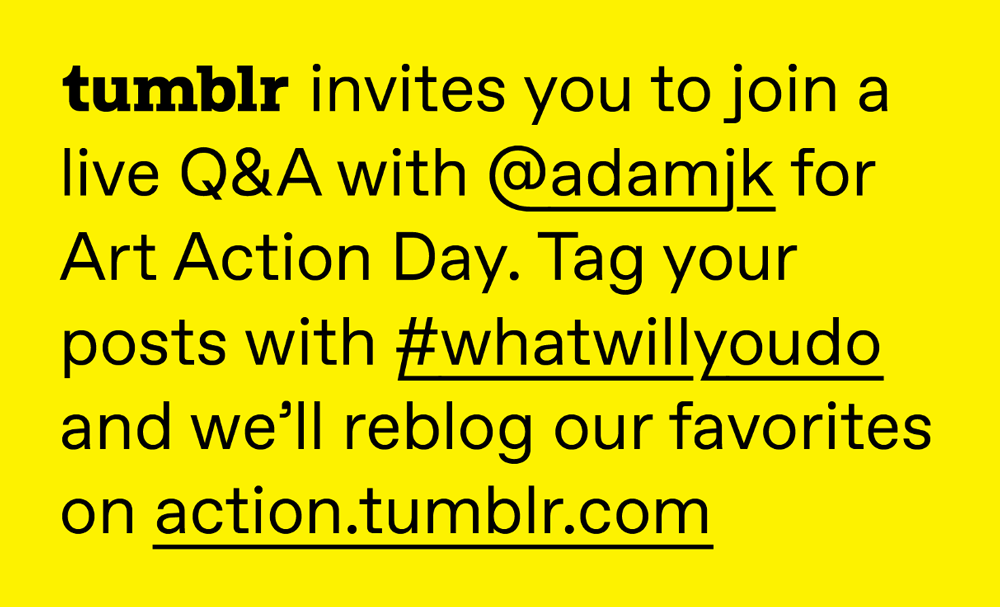 tumblr invites you to join a
live Q&A with @adamjk for
Art Action Day. Tag your
posts with #whatwillyoudo
and we’ll reblog our favorites
on action.tumblr.com